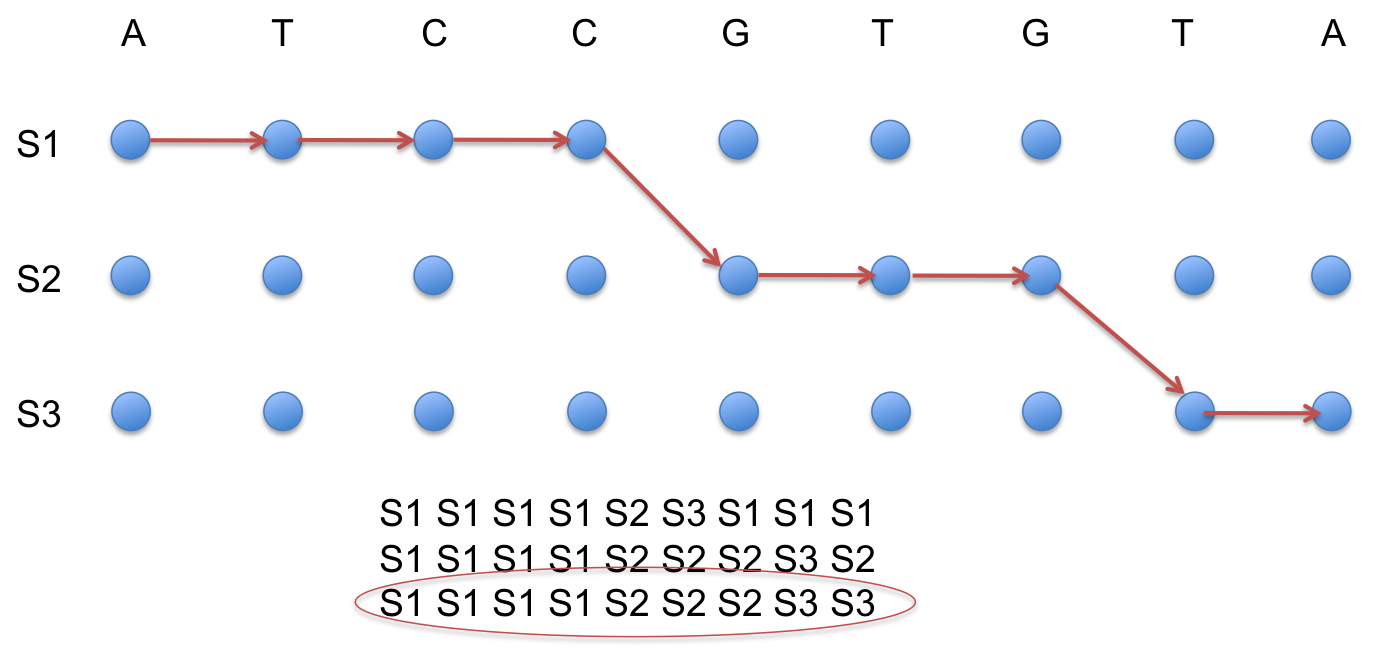 A T C C G T G T A
S1
S2
S3
S1 S1 S1 S1 S2 S3 S1 S1 S1
S1 S1 S1 S1 S2 S2 S2 S3 S2
S1 S1 S1 S1 S2 S2 S2 S3 S3